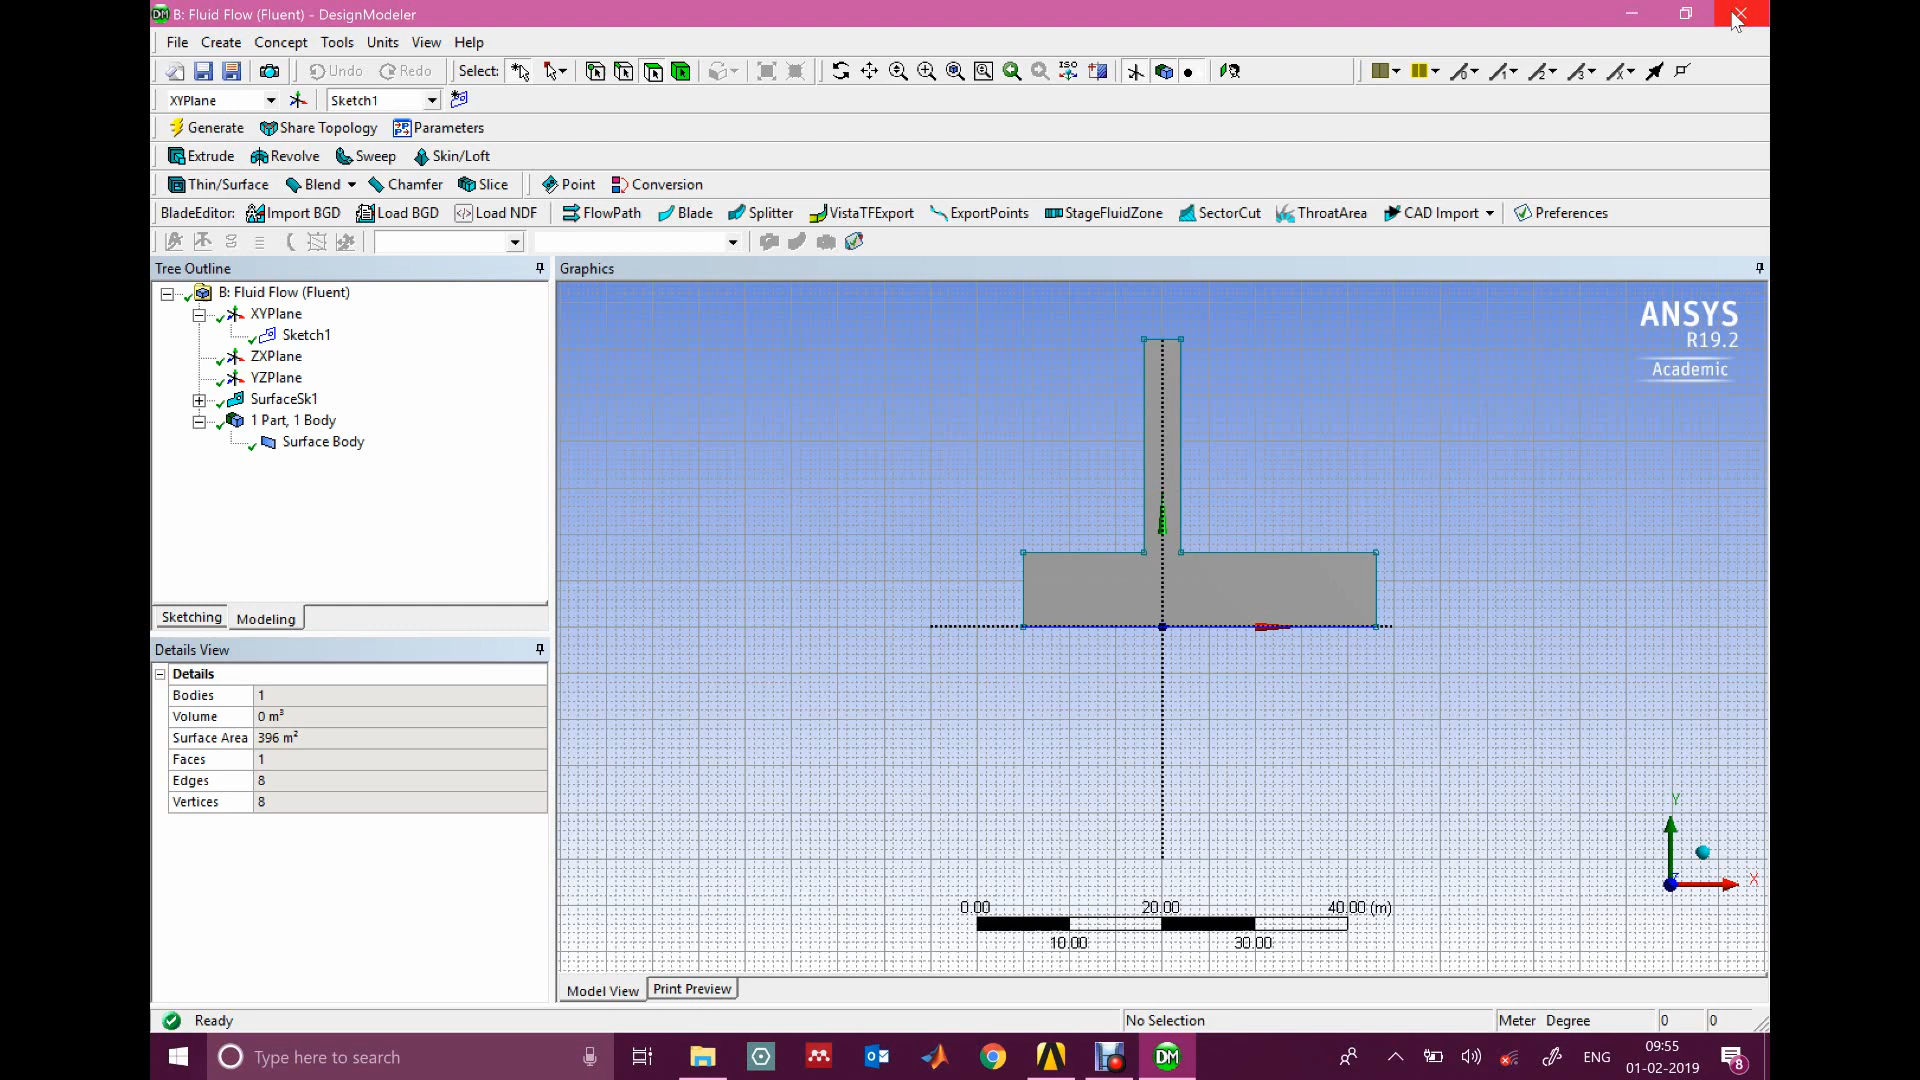 DM B: Fluid Flow (Fluent) - DesignModeler
File Create Concept Tools Units View Help
Undo Redo Select: ISO
XYPlane Sketch1
Generate Share Topology Parameters
Extrude Revolve Sweep Skin/Loft
Thin/Surface Blend Chamfer Slice Point Conversion
BladeEditor: Import BGD Load BGD Load NDF FlowPath Blade Splitter VistaTFExport ExportPoints StageFluidZone SectorCut ThroatArea CAD Import Preferences
Tree Outline
B: Fluid Flow (Fluent)
XYPlane
Sketch1
ZXPlane
YZPlane
SurfaceSk1
1 Part, 1 Body
Surface Body
Sketching Modeling
Details View
Details
Bodies 1
Volume 0 m³
Surface Area 396 m²
Faces 1
Edges 8
Vertices 8
Graphics
ANSYS
R19.2
Academic
Y
X
0.00 20.00 40.00 (m)
10.00 30.00
Model View Print Preview
Ready No Selection Meter Degree 0 0
Type here to search DM ENG 09:55
01-02-2019 8